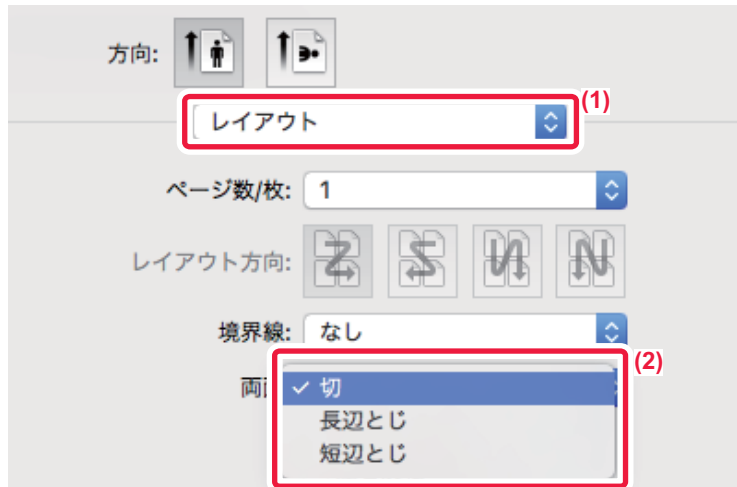 方向:
レイアウト
(1)
ページ数/枚: 1
レイアウト方向:
境界線: なし
(2)
両
✓ 切
長辺とじ
短辺とじ